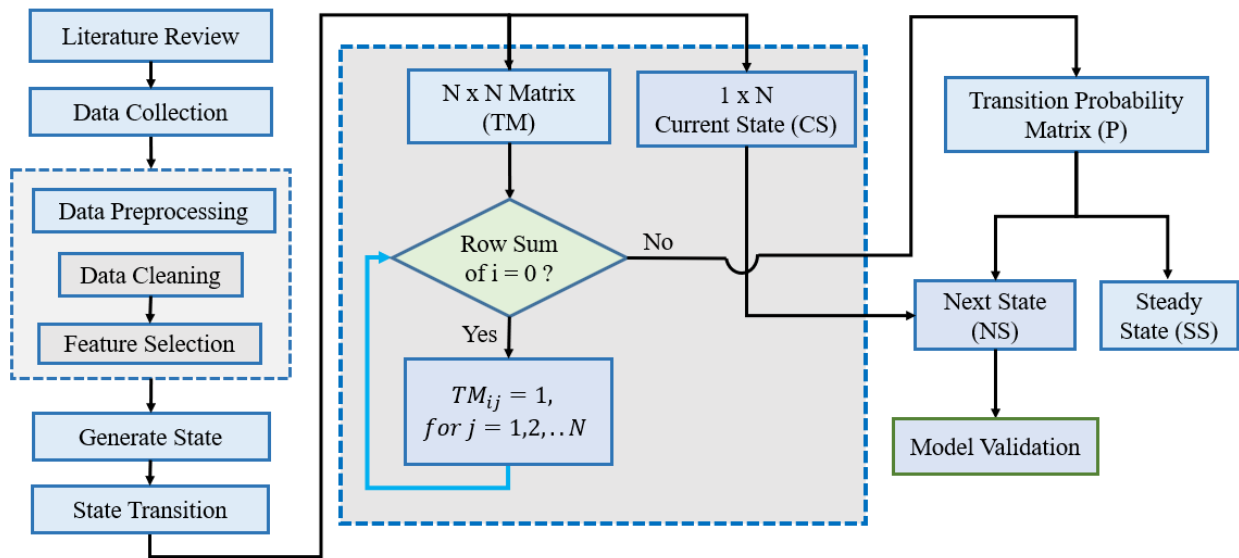 Literature Review
Data Collection
Data Preprocessing
Data Cleaning
Feature Selection
Generate State
State Transition
N x N Matrix
(TM)
1 x N
Current State (CS)
Row Sum
of i = 0 ?
No
Yes
TMij = 1,
for j = 1,2,..N
Transition Probability
Matrix (P)
Next State
(NS)
Steady
State (SS)
Model Validation